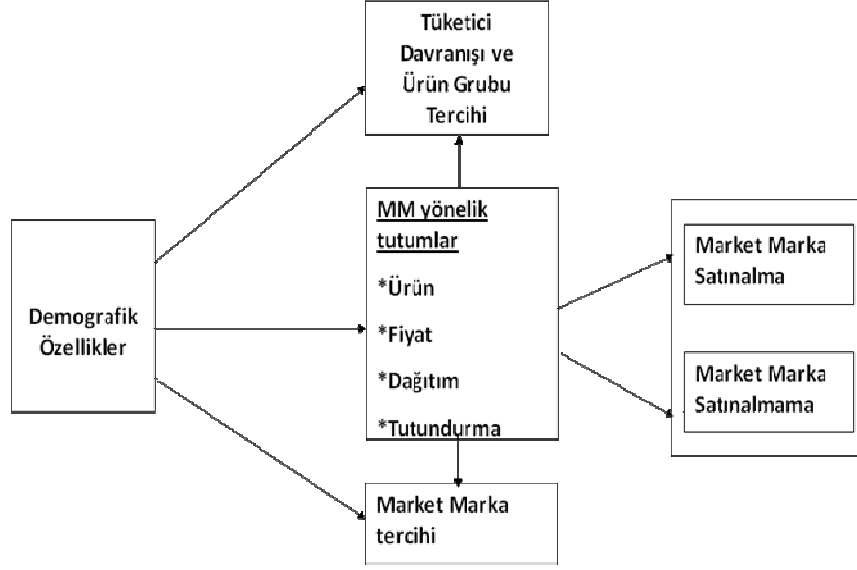 Tüketici
Davranışı ve
Ürün Grubu
Tercihi
MM yönelik
tutumlar
*Ürün
*Fiyat
*Dağıtım
*Tutundurma
Demografik
Özellikler
Market Marka
Satınalma
Market Marka
Satınalmama
Market Marka
tercihi